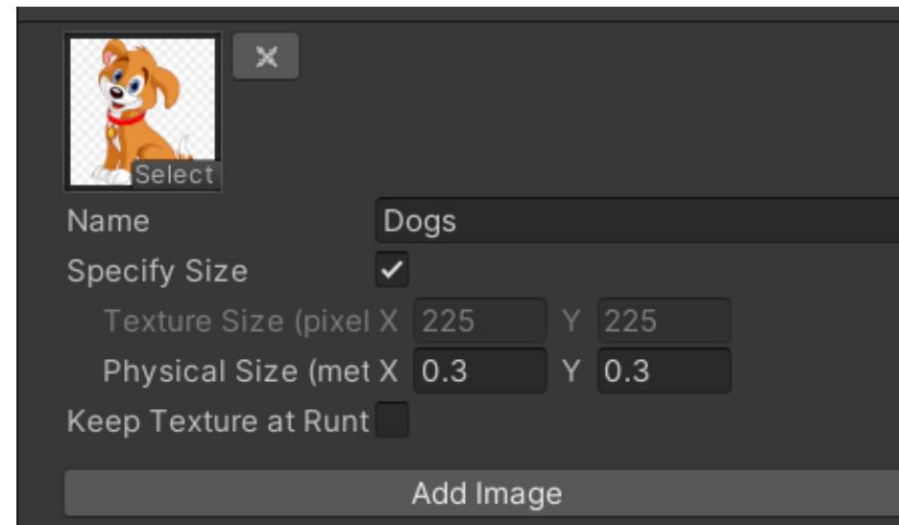 Select
Name Dogs
Specify Size
Texture Size (pixel X 225 Y 225
Physical Size (met X 0.3 Y 0.3
Keep Texture at Runt
Add Image